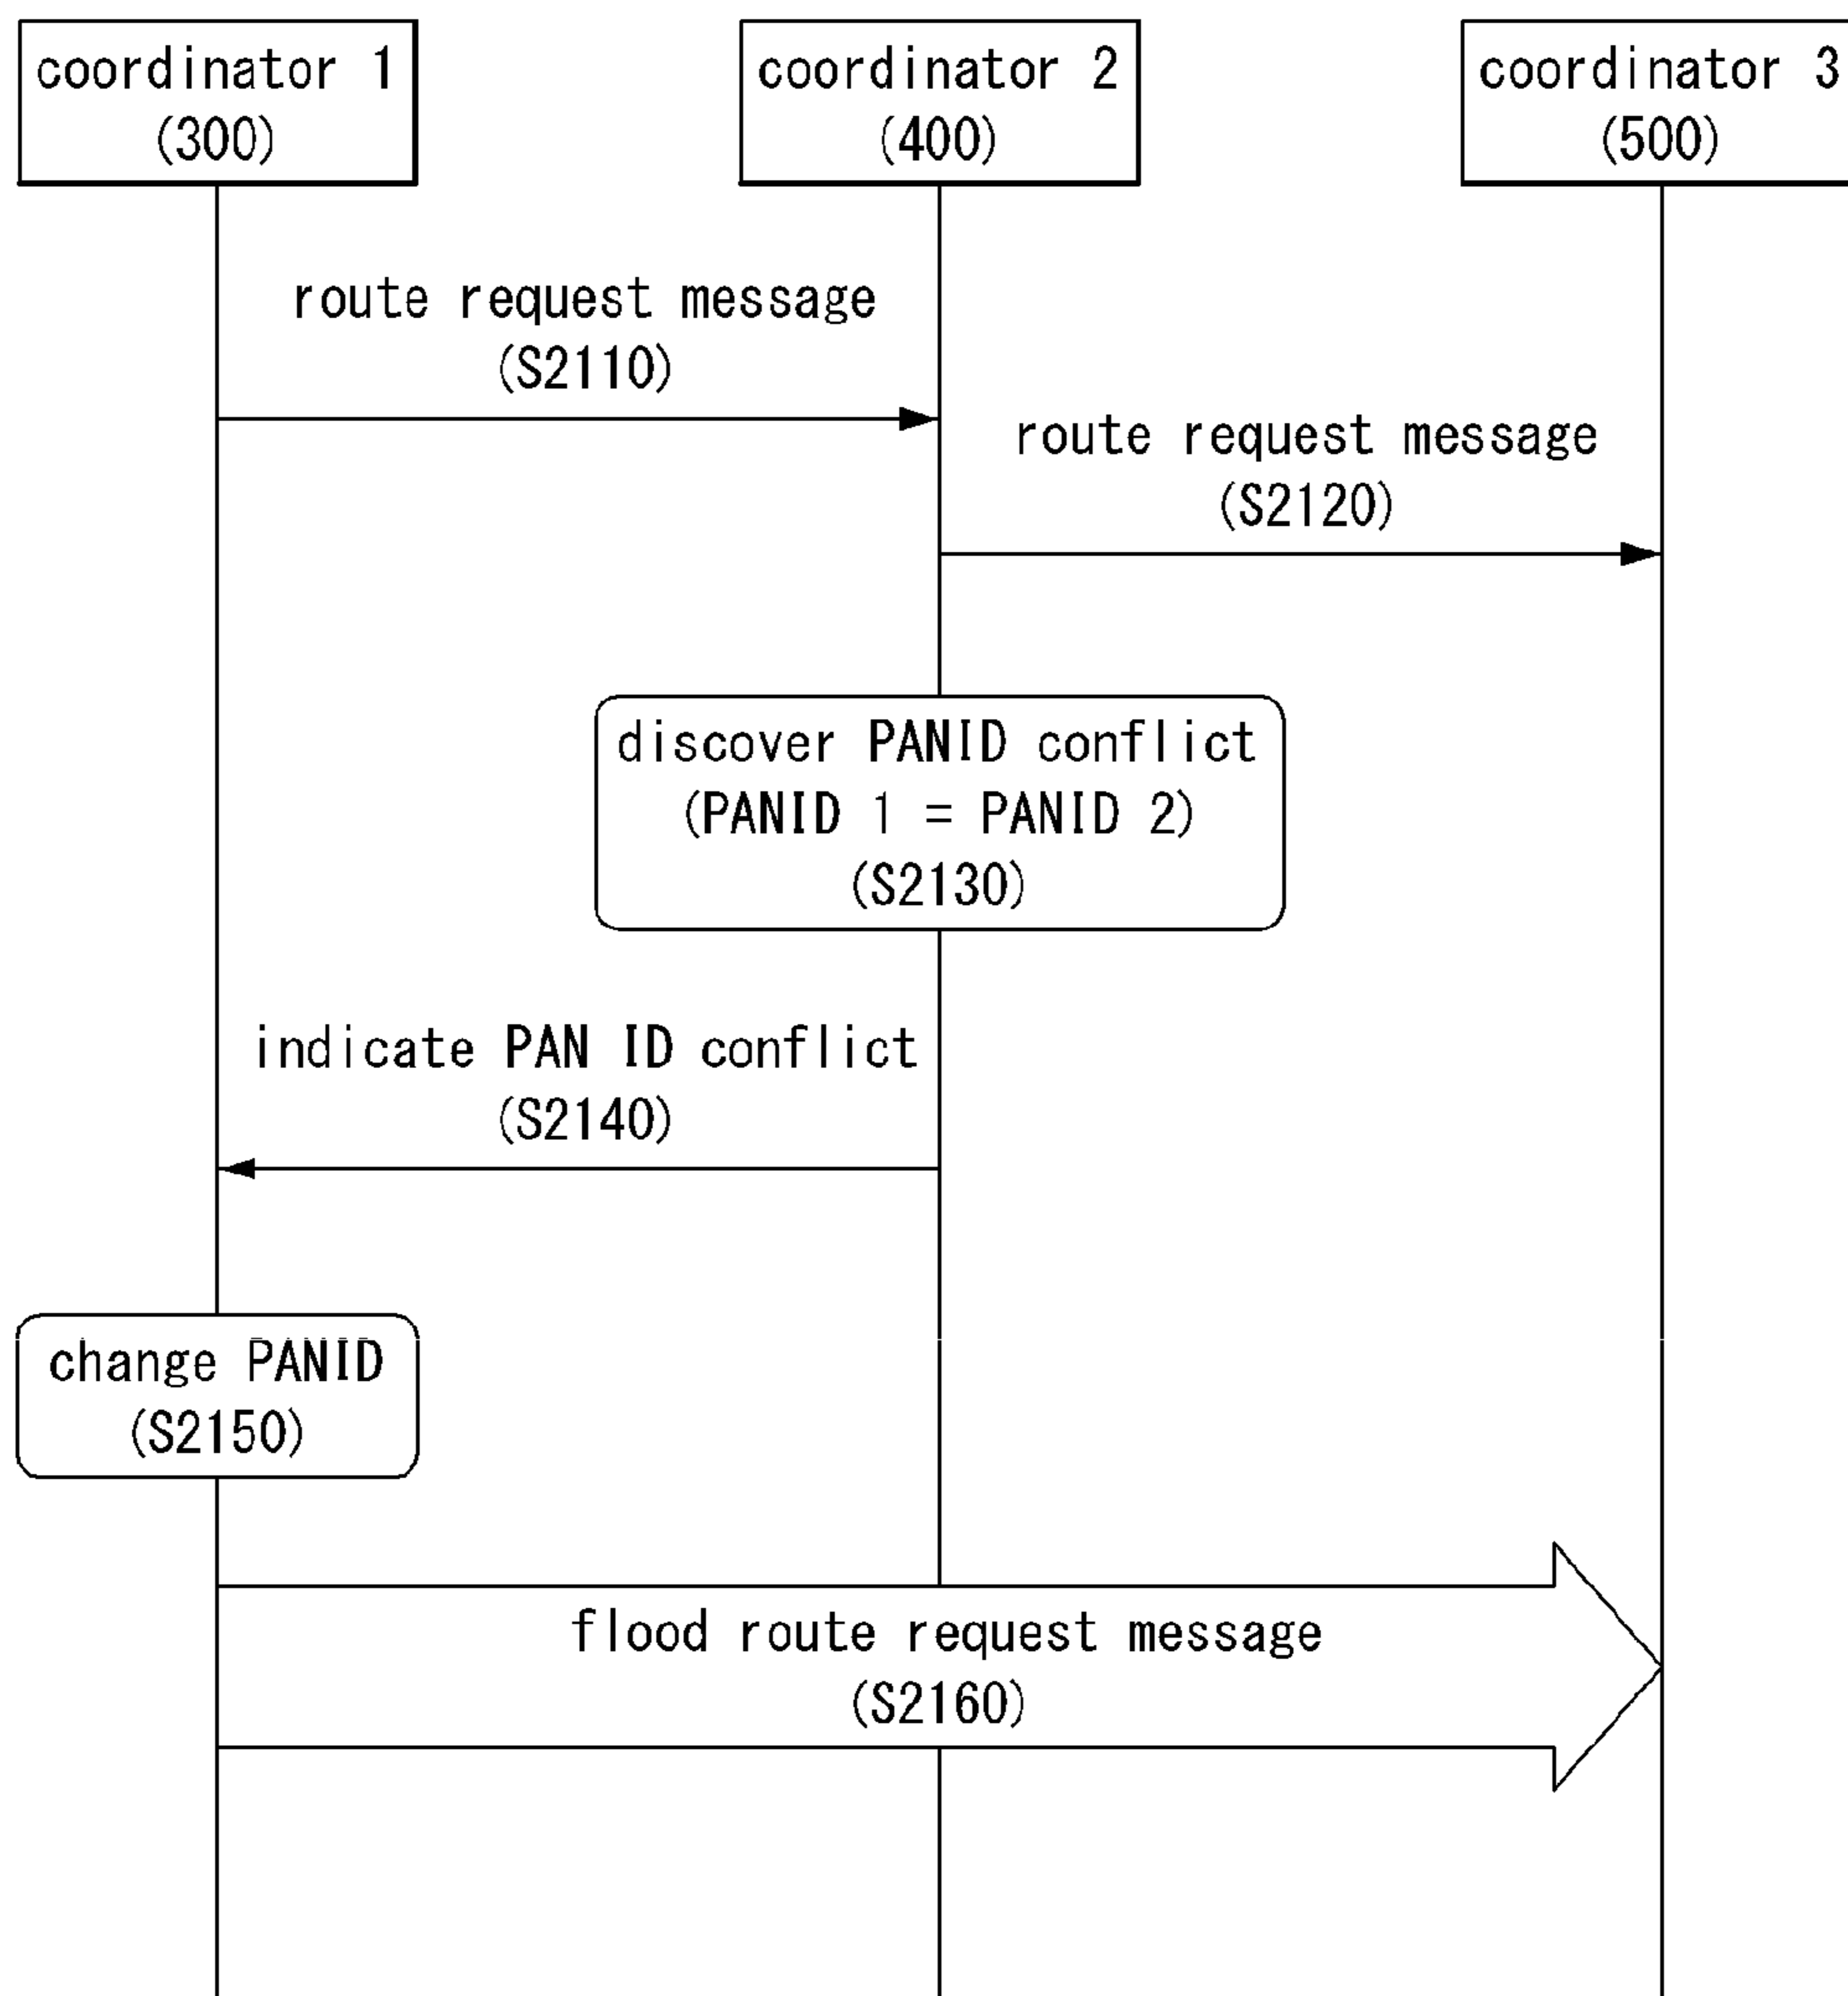 coordinator 1
(300)
coordinator 2
(400)
coordinator 3
(500)
route request message
(S2110)
route request message
(S2120)
discover PANID conflict
(PANID 1 = PANID 2)
(S2130)
indicate PAN ID conflict
(S2140)
change PANID
(S2150)
flood route request message
(S2160)